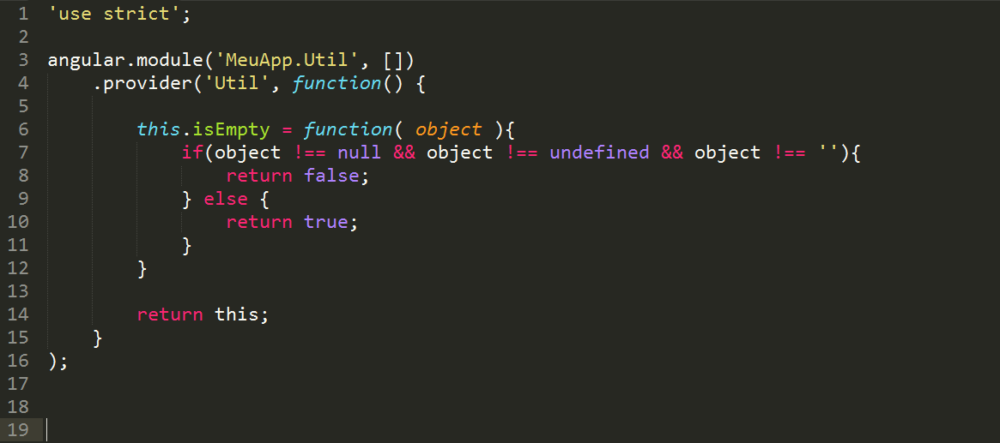 1 'use strict';
2
3 angular.module('MeuApp.Util', [])
4     .provider('Util', function() {
5
6         this.isEmpty = function( object ){
7             if(object !== null && object !== undefined && object !== ''){
8                 return false;
9             } else {
10                 return true;
11             }
12         }
13
14         return this;
15     }
16 );
17
18
19